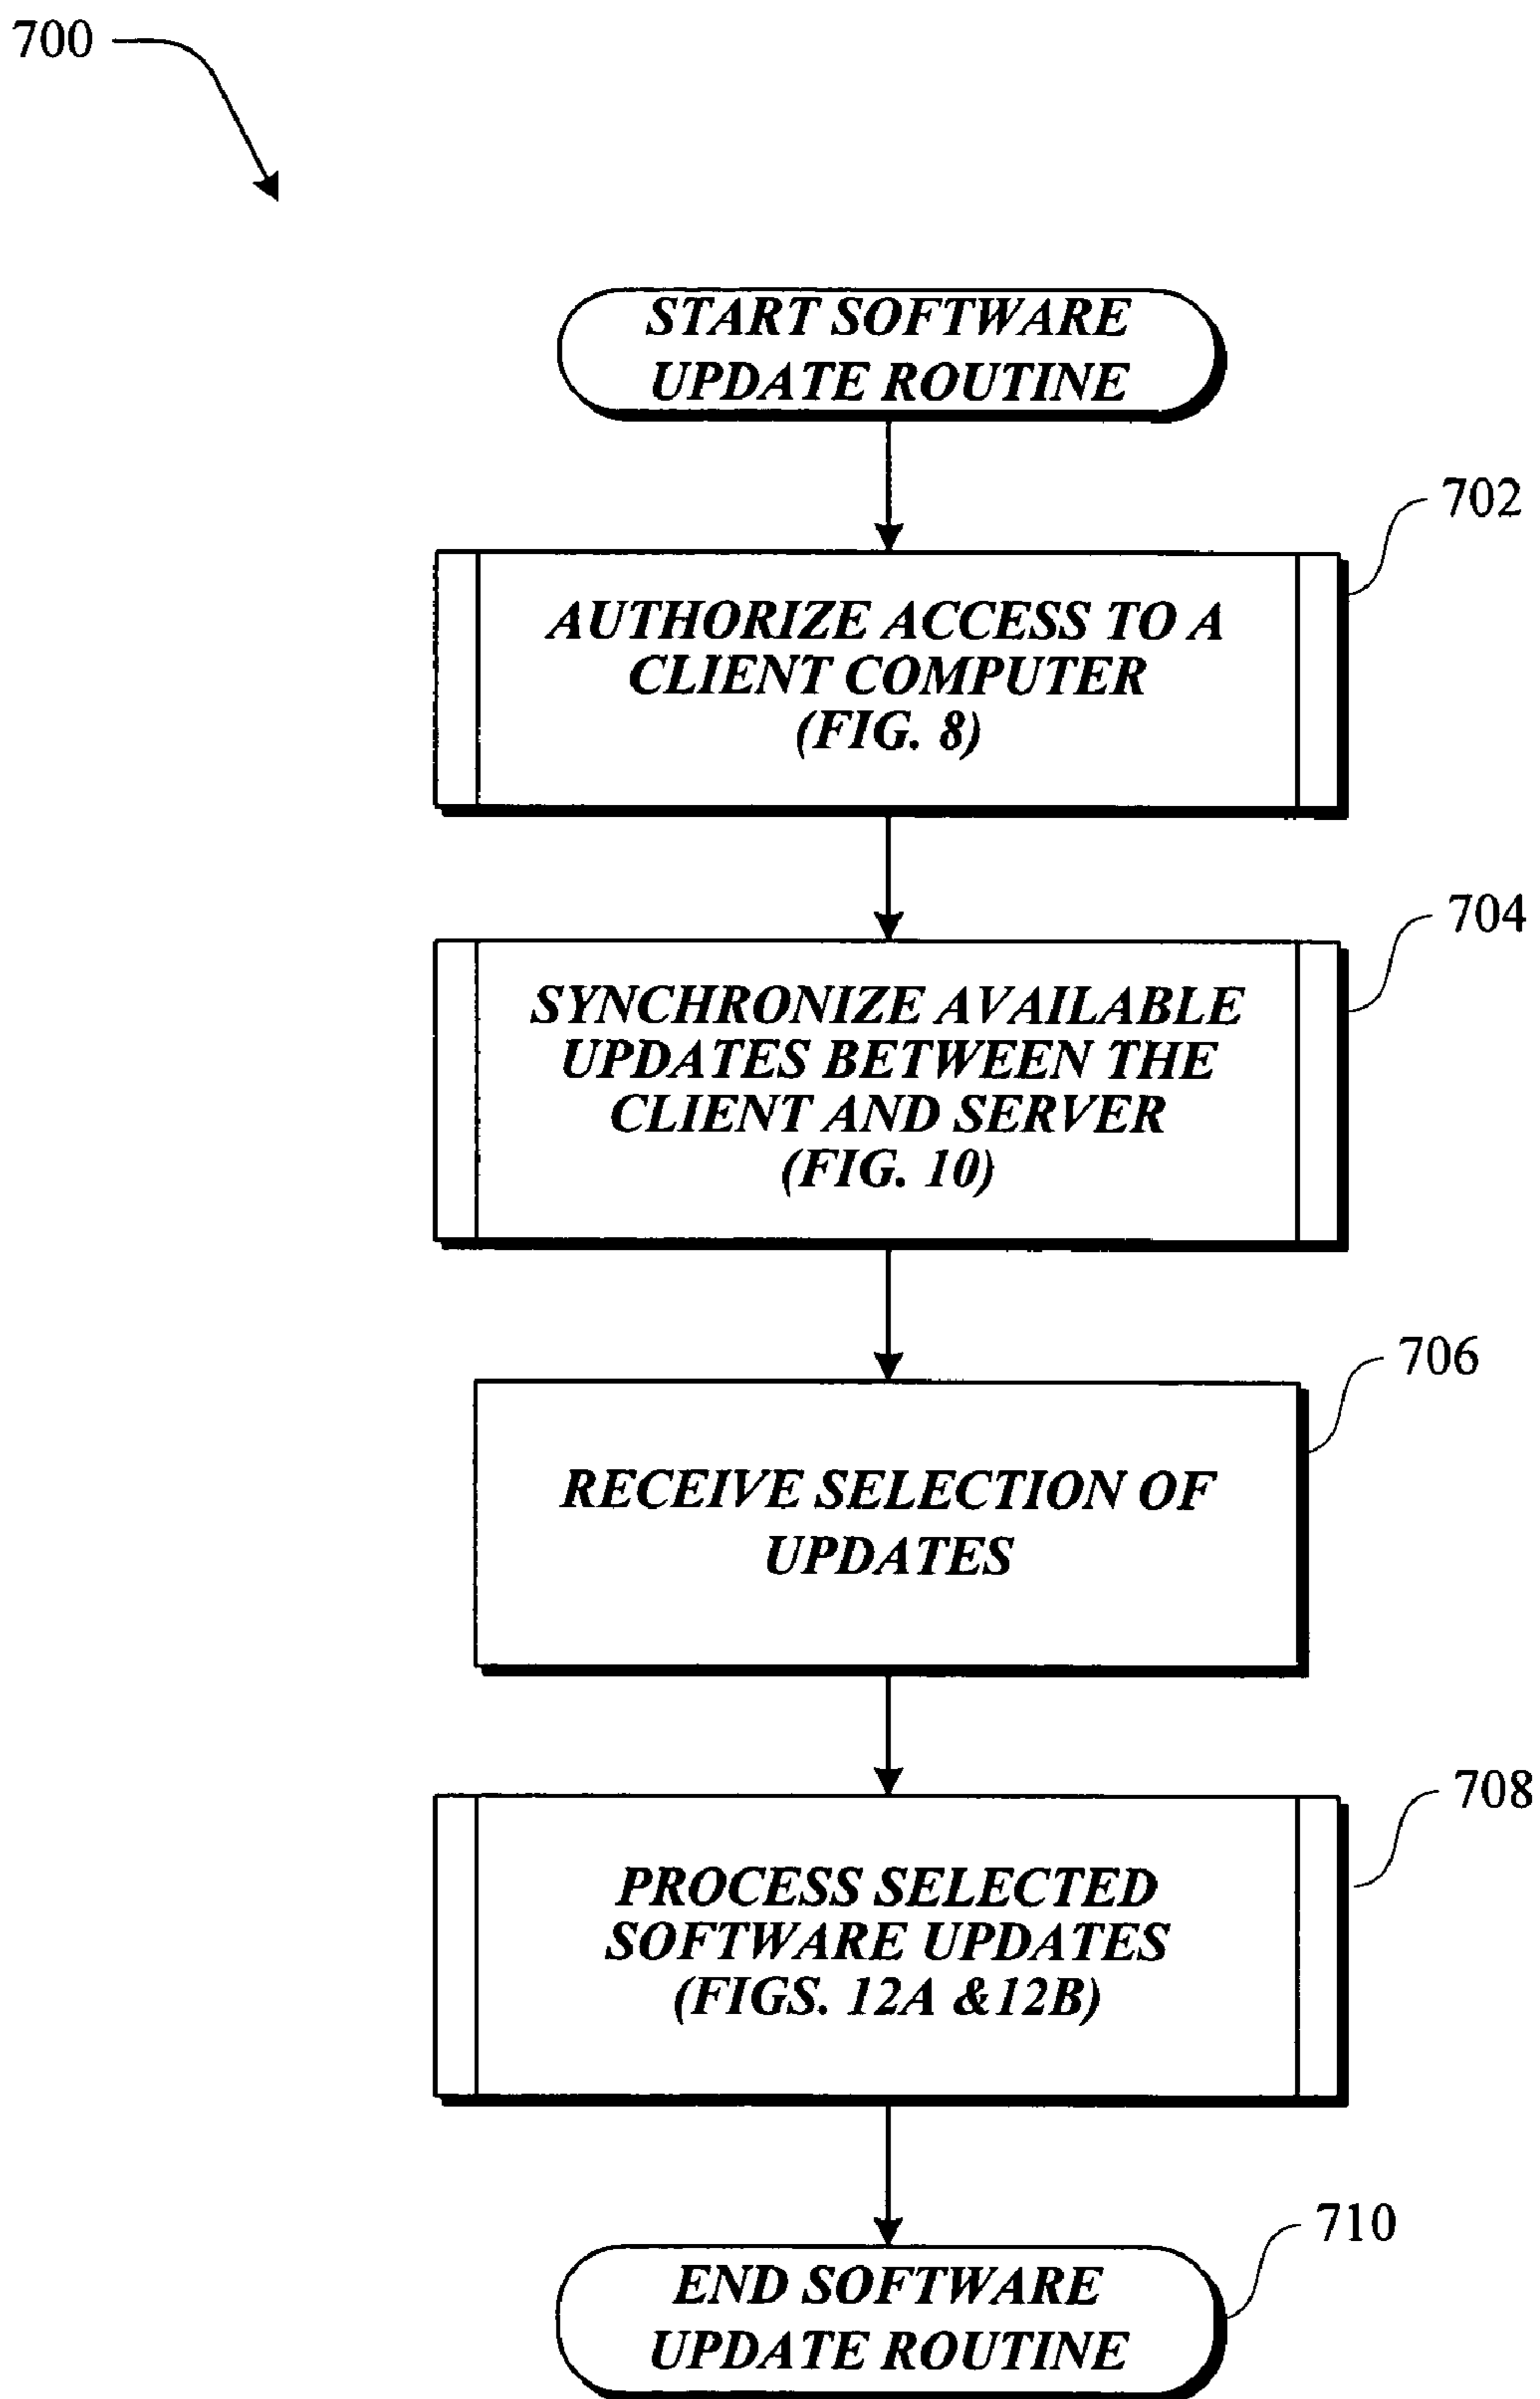 700
START SOFTWARE
UPDATE ROUTINE
702
AUTHORIZE ACCESS TO A
CLIENT COMPUTER
(FIG. 8)
704
SYNCHRONIZE AVAILABLE
UPDATES BETWEEN THE
CLIENT AND SERVER
(FIG. 10)
706
RECEIVE SELECTION OF
UPDATES
708
PROCESS SELECTED
SOFTWARE UPDATES
(FIGS. 12A &12B)
710
END SOFTWARE
UPDATE ROUTINE